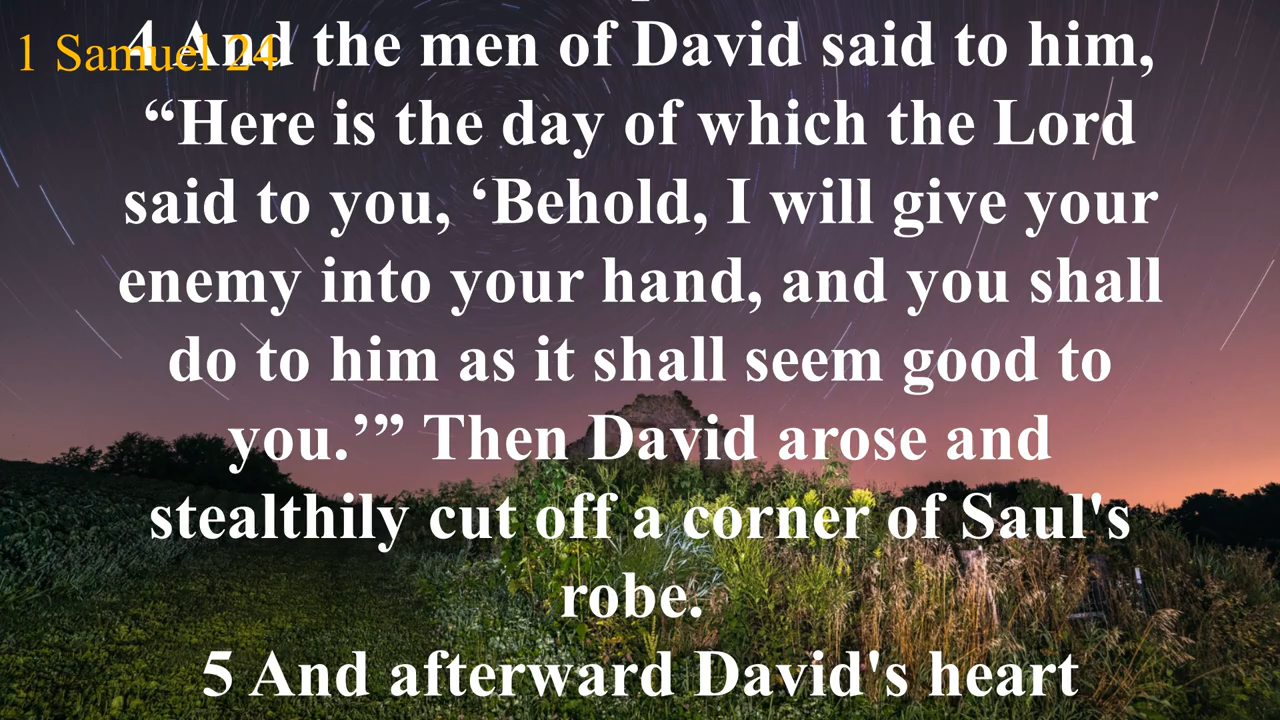 1 Samuel 24
4 And the men of David said to him,
“Here is the day of which the Lord
said to you, ‘Behold, I will give your
enemy into your hand, and you shall
do to him as it shall seem good to
you.’” Then David arose and
stealthily cut off a corner of Saul's
robe.
5 And afterward David's heart